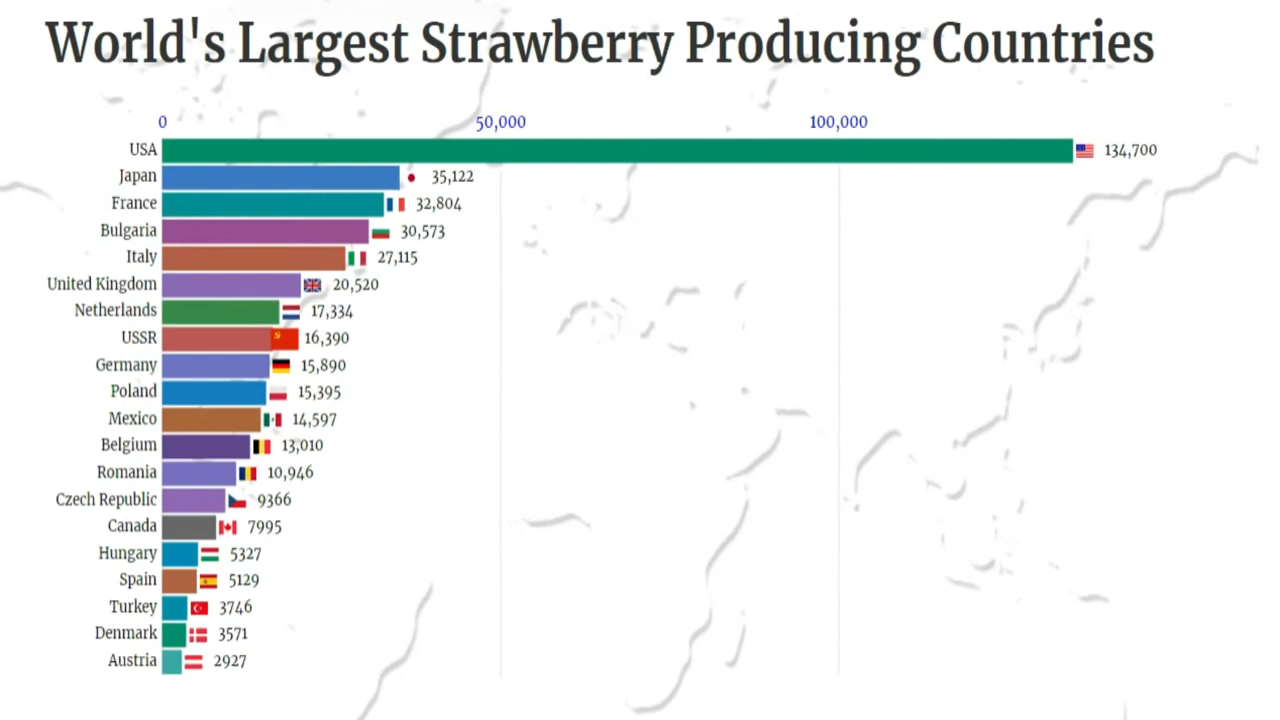 World's Largest Strawberry Producing Countries
0 50,000 100,000
USA 134,700
Japan 35,122
France 32,804
Bulgaria 30,573
Italy 27,115
United Kingdom 20,520
Netherlands 17,334
USSR 16,390
Germany 15,890
Poland 15,395
Mexico 14,597
Belgium 13,010
Romania 10,946
Czech Republic 9366
Canada 7995
Hungary 5327
Spain 5129
Turkey 3746
Denmark 3571
Austria 2927